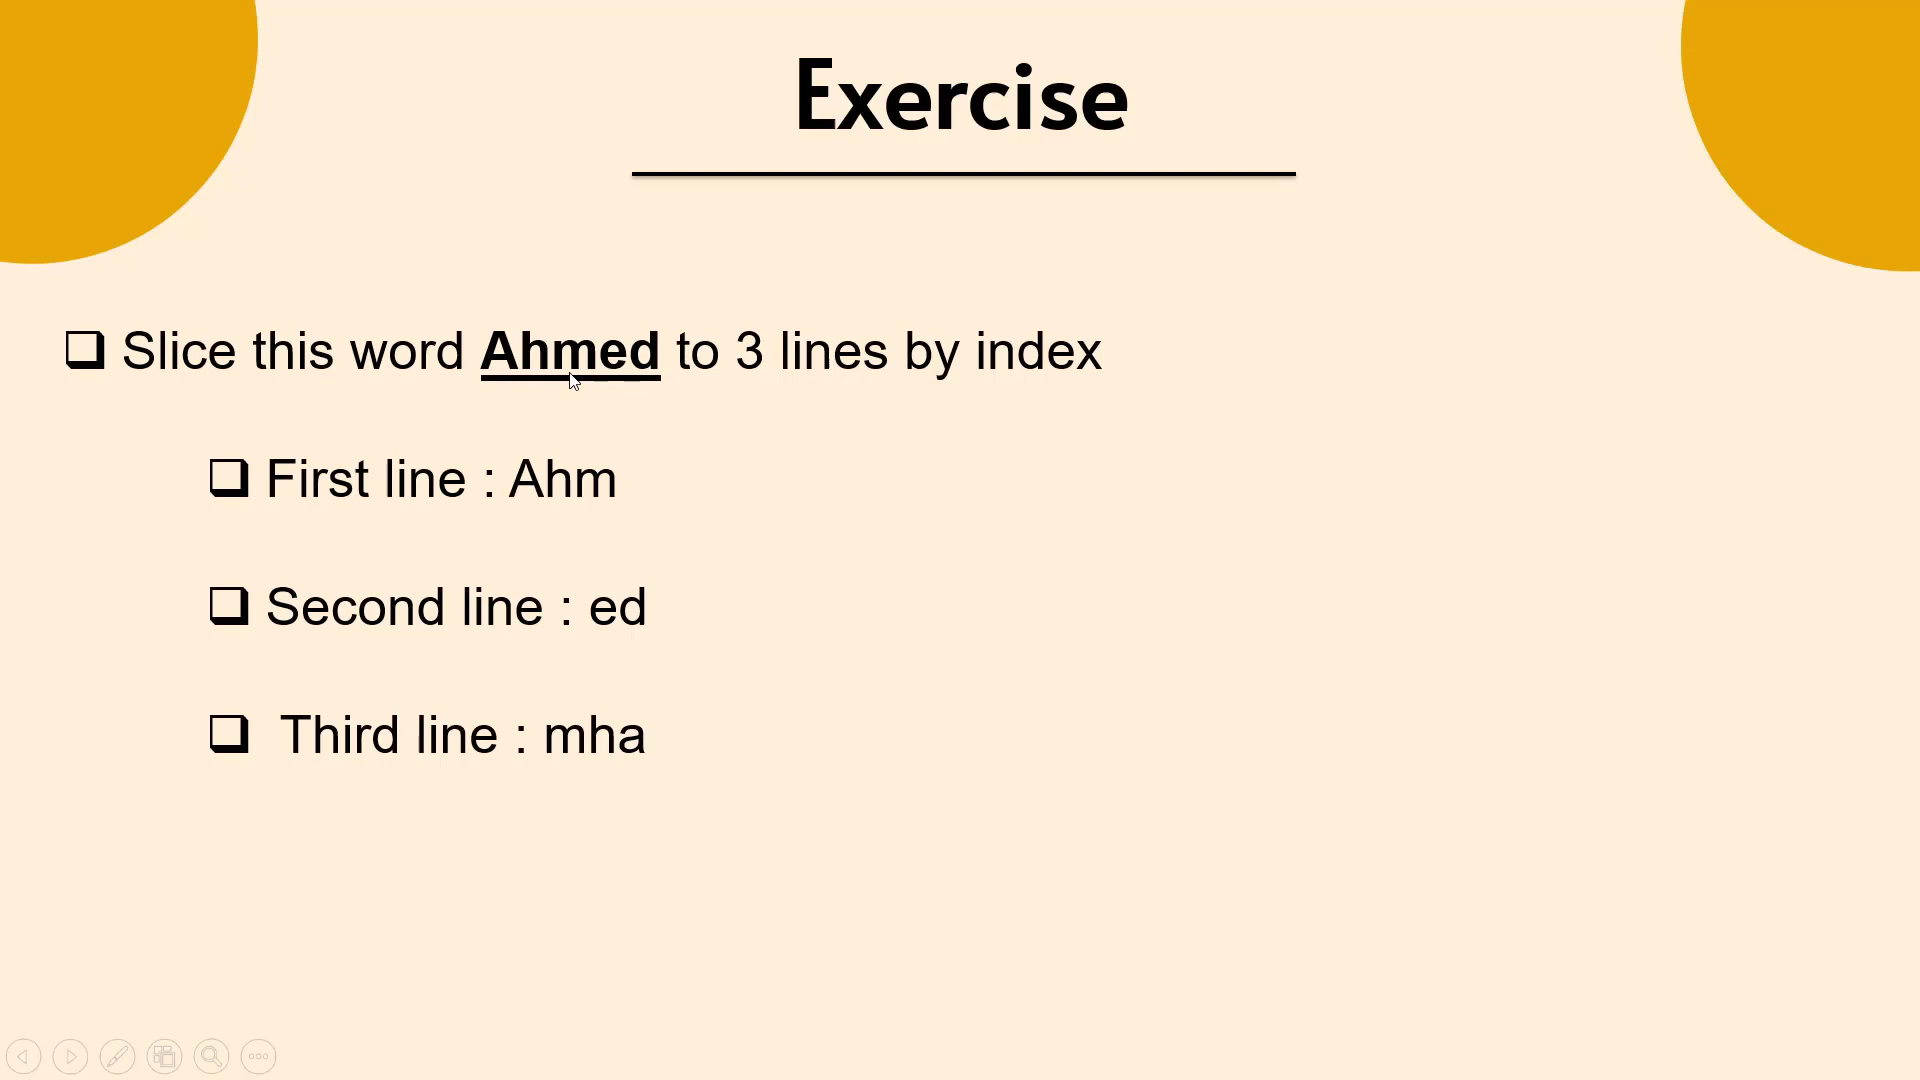 Exercise
Slice this word Ahmed to 3 lines by index
First line : Ahm
Second line : ed
Third line : mha